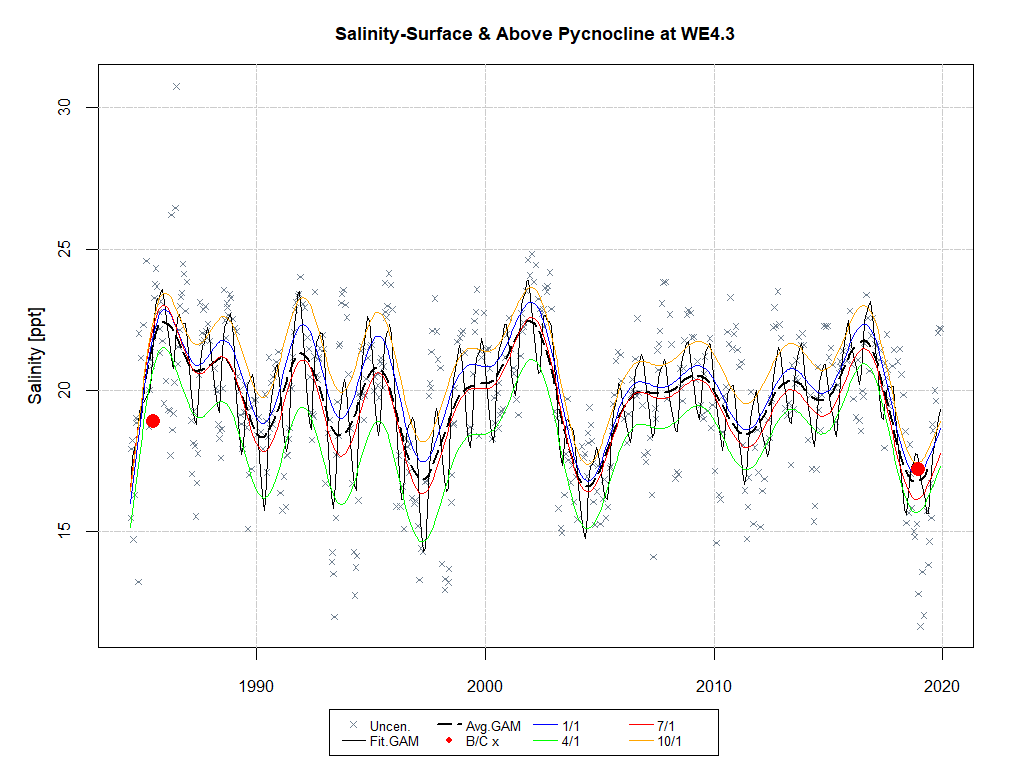 Salinity-Surface & Above Pycnocline at WE4.3
Salinity [ppt]
30
25
20
15
1990 2000 2010 2020
Uncen. Avg.GAM 1/1 7/1
Fit.GAM B/C x 4/1 10/1